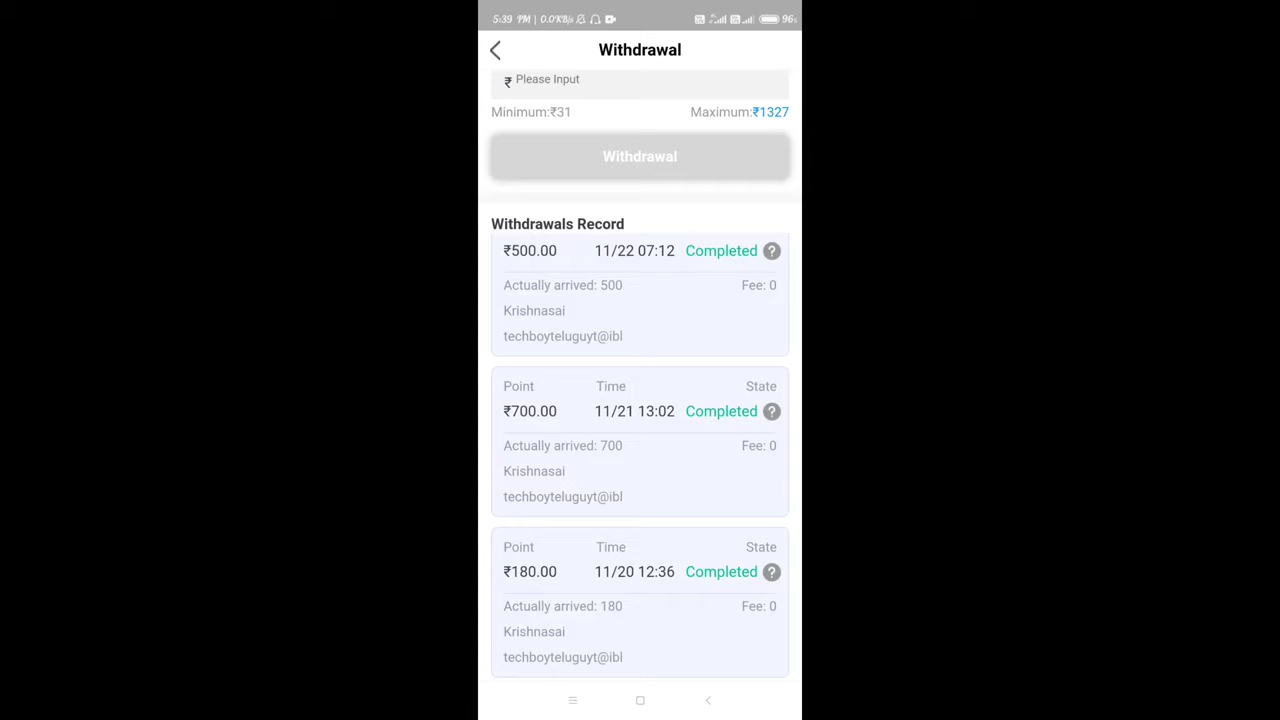 5:39 PM | 0.0KB/s 96%
Withdrawal
₹ Please Input
Minimum:₹31 Maximum:₹1327
Withdrawal
Withdrawals Record
₹500.00 11/22 07:12 Completed ?
Actually arrived: 500 Fee: 0
Krishnasai
techboyteluguyt@ibl
Point Time State
₹700.00 11/21 13:02 Completed ?
Actually arrived: 700 Fee: 0
Krishnasai
techboyteluguyt@ibl
Point Time State
₹180.00 11/20 12:36 Completed ?
Actually arrived: 180 Fee: 0
Krishnasai
techboyteluguyt@ibl